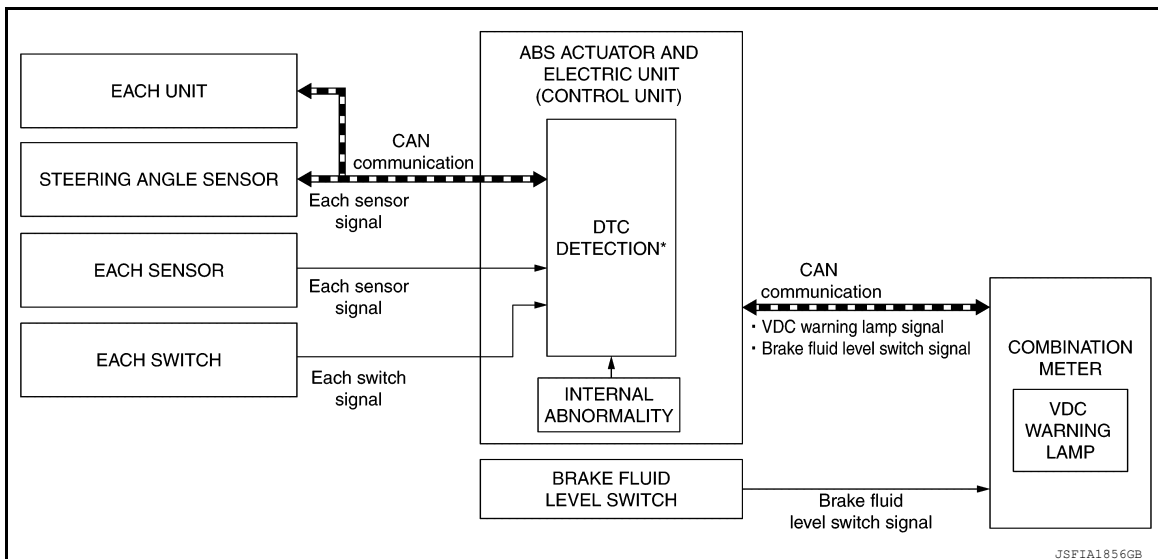 EACH UNIT
STEERING ANGLE SENSOR
EACH SENSOR
EACH SWITCH
CAN
communication
Each sensor
signal
Each sensor
signal
Each switch
signal
ABS ACTUATOR AND
ELECTRIC UNIT
(CONTROL UNIT)
DTC
DETECTION*
INTERNAL
ABNORMALITY
BRAKE FLUID
LEVEL SWITCH
CAN
communication
・VDC warning lamp signal
・Brake fluid level switch signal
Brake fluid
level switch signal
COMBINATION
METER
VDC
WARNING
LAMP
JSFIA1856GB